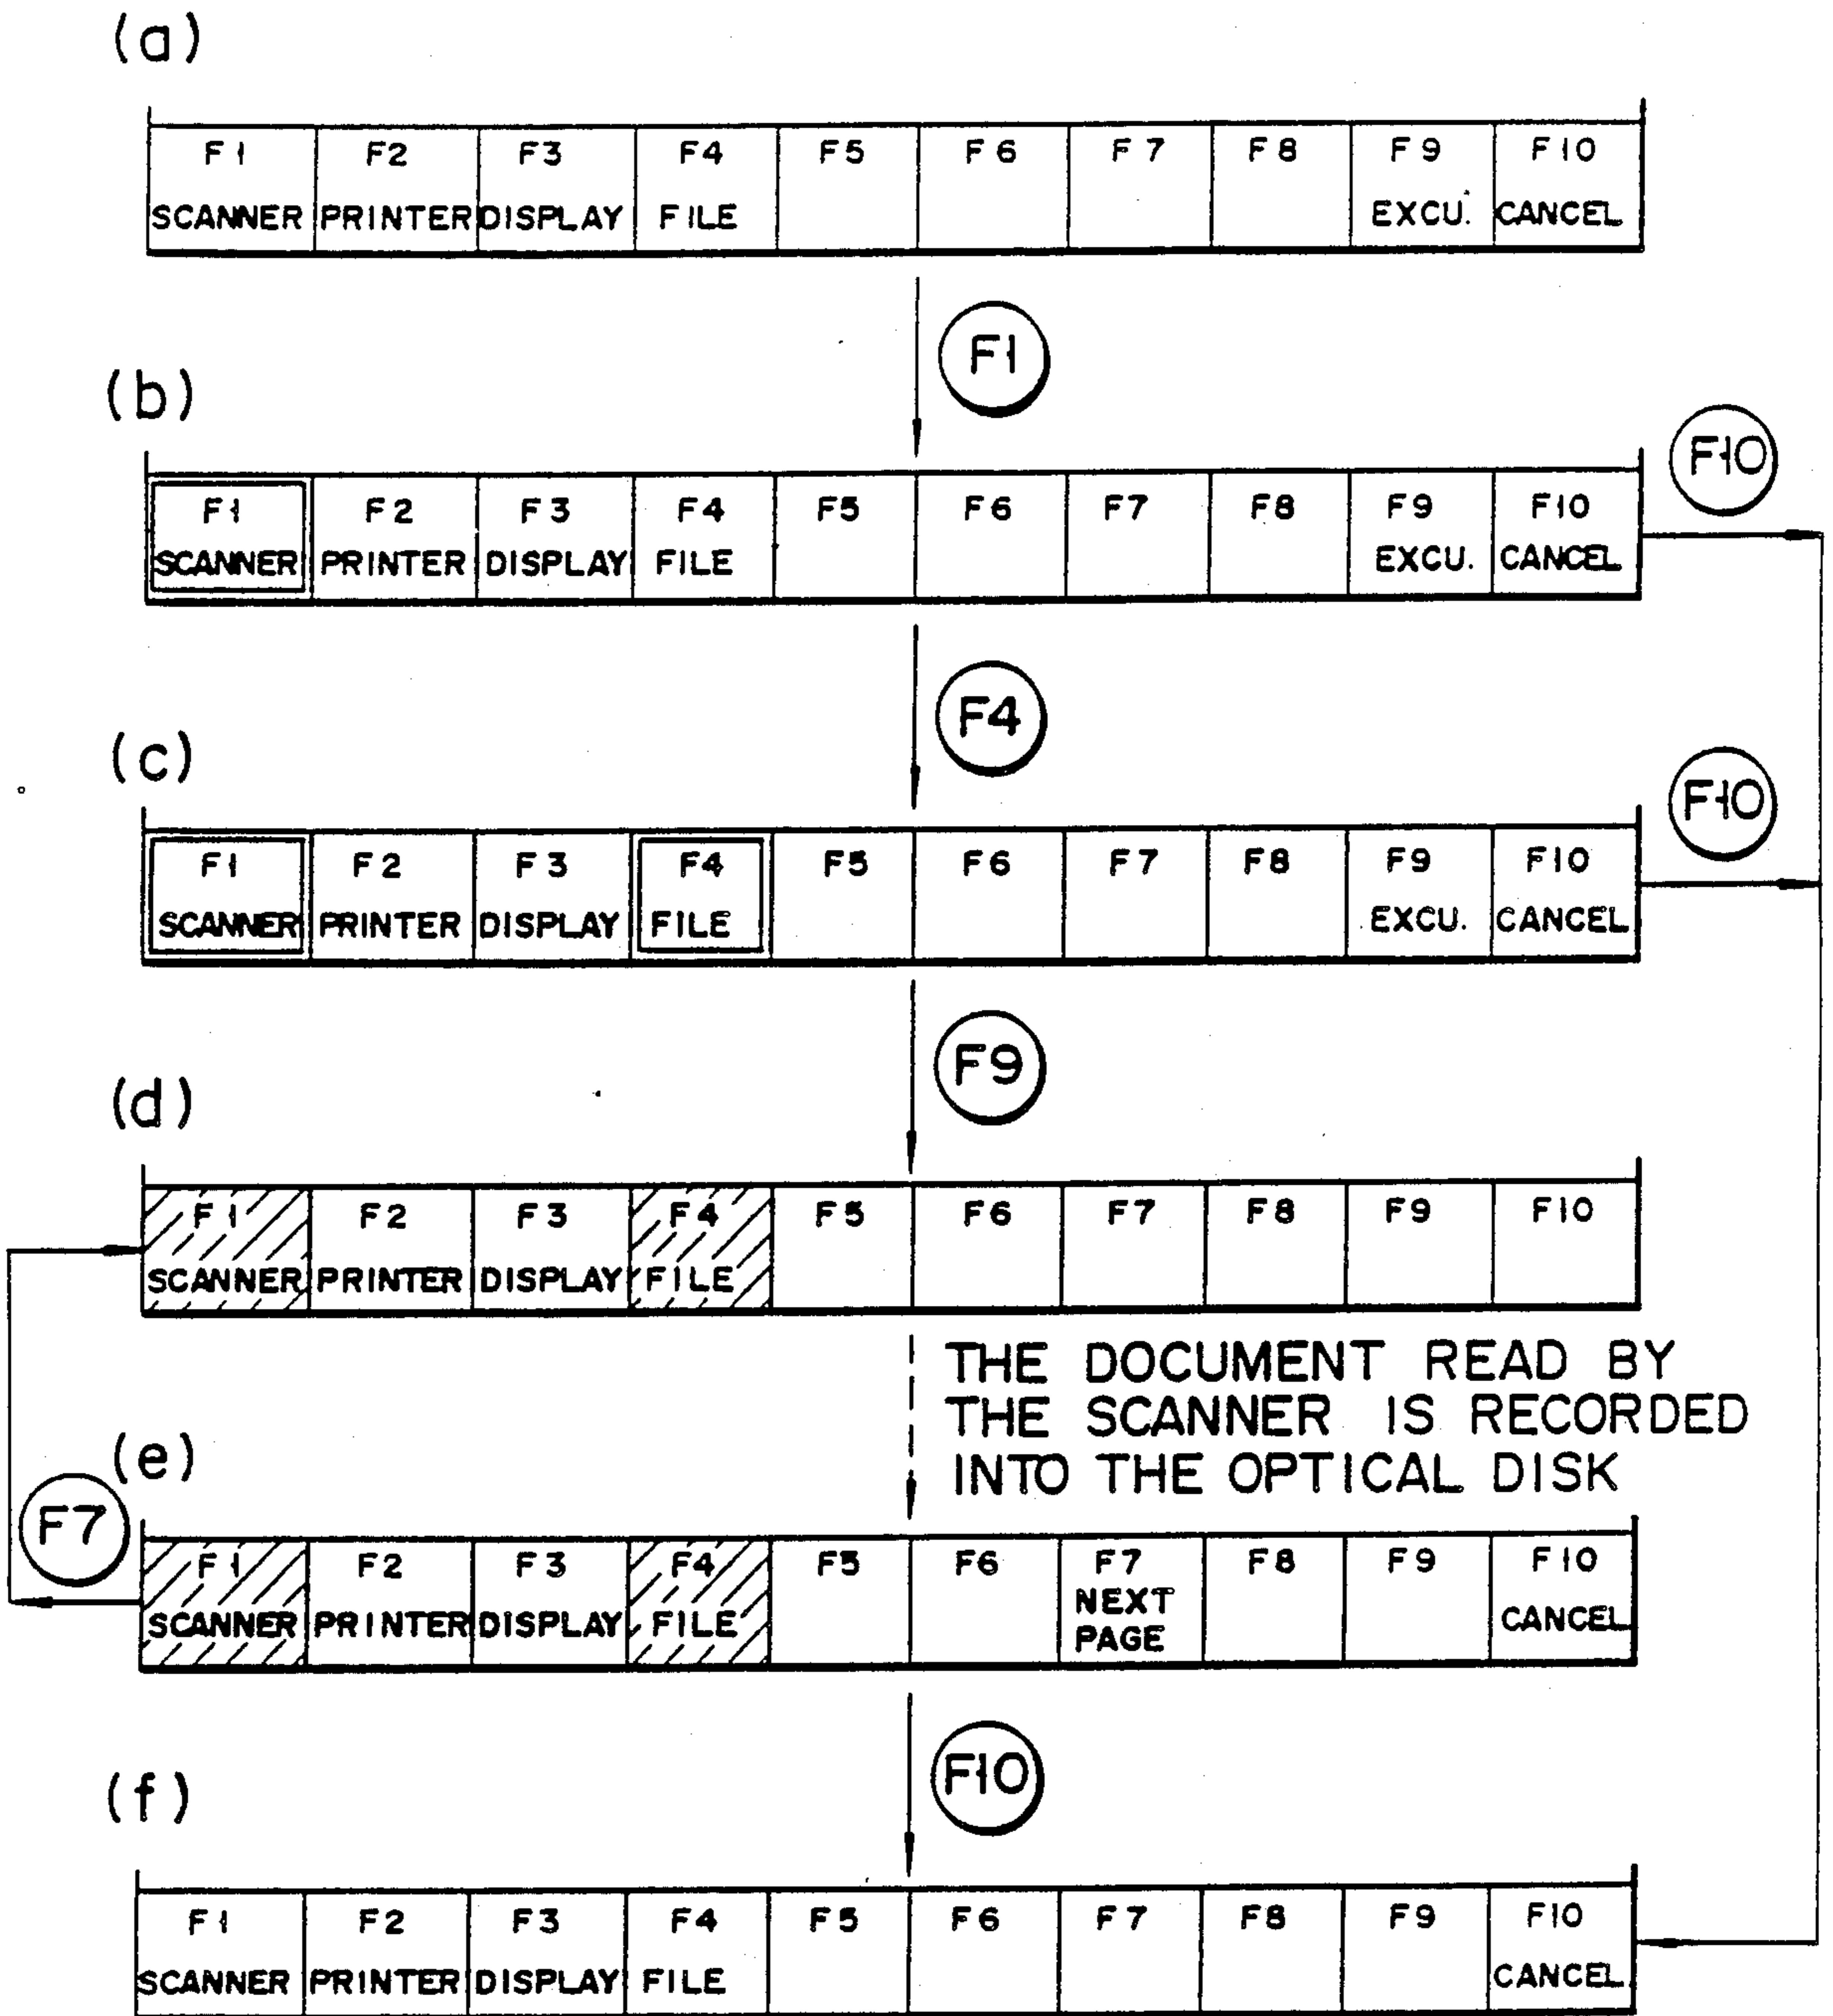 (a)
F1 F2 F3 F4 F5 F6 F7 F8 F9 F10
SCANNER PRINTER DISPLAY FILE EXCU. CANCEL
F1
(b)
F10
F1 F2 F3 F4 F5 F6 F7 F8 F9 F10
SCANNER PRINTER DISPLAY FILE EXCU. CANCEL
F4
(c)
F10
F1 F2 F3 F4 F5 F6 F7 F8 F9 F10
SCANNER PRINTER DISPLAY FILE EXCU. CANCEL
F9
(d)
F1 F2 F3 F4 F5 F6 F7 F8 F9 F10
SCANNER PRINTER DISPLAY FILE
THE DOCUMENT READ BY
THE SCANNER IS RECORDED
INTO THE OPTICAL DISK
(e)
F7
F1 F2 F3 F4 F5 F6 F7 F8 F9 F10
SCANNER PRINTER DISPLAY FILE NEXT PAGE CANCEL
F10
(f)
F1 F2 F3 F4 F5 F6 F7 F8 F9 F10
SCANNER PRINTER DISPLAY FILE CANCEL